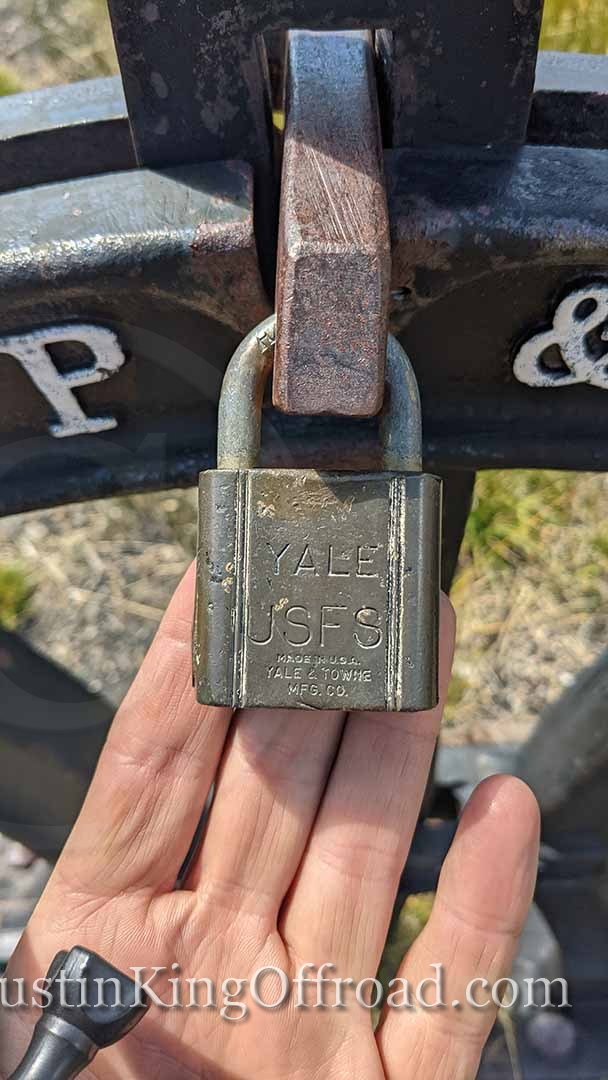 P &
YALE
USFS
MADE IN U.S.A.
YALE & TOWNE
MFG. CO.
ustinKingOffroad.com